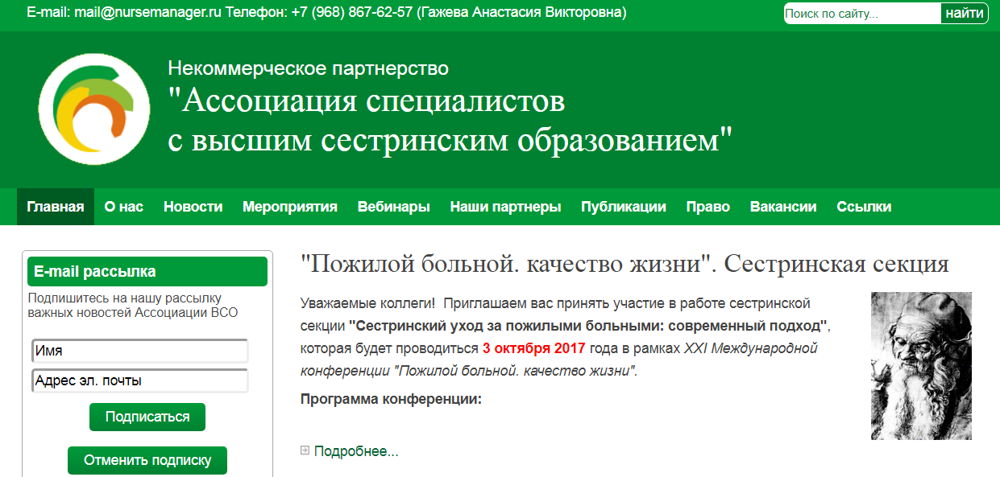 E-mail: mail@nursemanager.ru Телефон: +7 (968) 867-62-57 (Гажева Анастасия Викторовна)
Поиск по сайту...
найти
Некоммерческое партнерство
"Ассоциация специалистов
с высшим сестринским образованием"
Главная О нас Новости Мероприятия Вебинары Наши партнеры Публикации Право Вакансии Ссылки
E-mail рассылка
Подпишитесь на нашу рассылку
важных новостей Ассоциации ВСО
Имя
Адрес эл. почты
Подписаться
Отменить подписку
"Пожилой больной. качество жизни". Сестринская секция
Уважаемые коллеги!  Приглашаем вас принять участие в работе сестринской
секции "Сестринский уход за пожилыми больными: современный подход",
которая будет проводиться 3 октября 2017 года в рамках XXI Международной
конференции "Пожилой больной. качество жизни".
Программа конференции:
Подробнее...